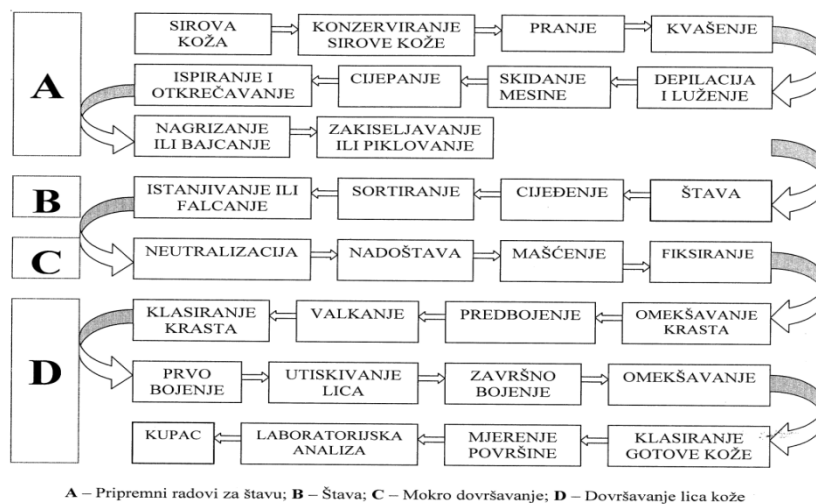 SIROVA
KOŽA
KONZERVIRANJE
SIROVE KOŽE
PRANJE
KVAŠENJE
A
ISPIRANJE I
OTKREČAVANJE
CIJEPANJE
SKIDANJE
MESINE
DEPILACIJA
I LUŽENJE
NAGRIZANJE
ILI BAJCANJE
ZAKISELJAVANJE
ILI PIKLOVANJE
B
ISTANJIVANJE ILI
FALCANJE
SORTIRANJE
CIJEĐENJE
ŠTAVA
C
NEUTRALIZACIJA
NADOŠTAVA
MAŠĆENJE
FIKSIRANJE
D
KLASIRANJE
KRASTA
VALKANJE
PREDBOJENJE
OMEKŠAVANJE
KRASTA
PRVO
BOJENJE
UTISKIVANJE
LICA
ZAVRŠNO
BOJENJE
OMEKŠAVANJE
KUPAC
LABORATORIJSKA
ANALIZA
MJERENJE
POVRŠINE
KLASIRANJE
GOTOVE KOŽE
A – Pripremni radovi za štavu; B – Štava; C – Mokro dovršavanje; D – Dovršavanje lica kože